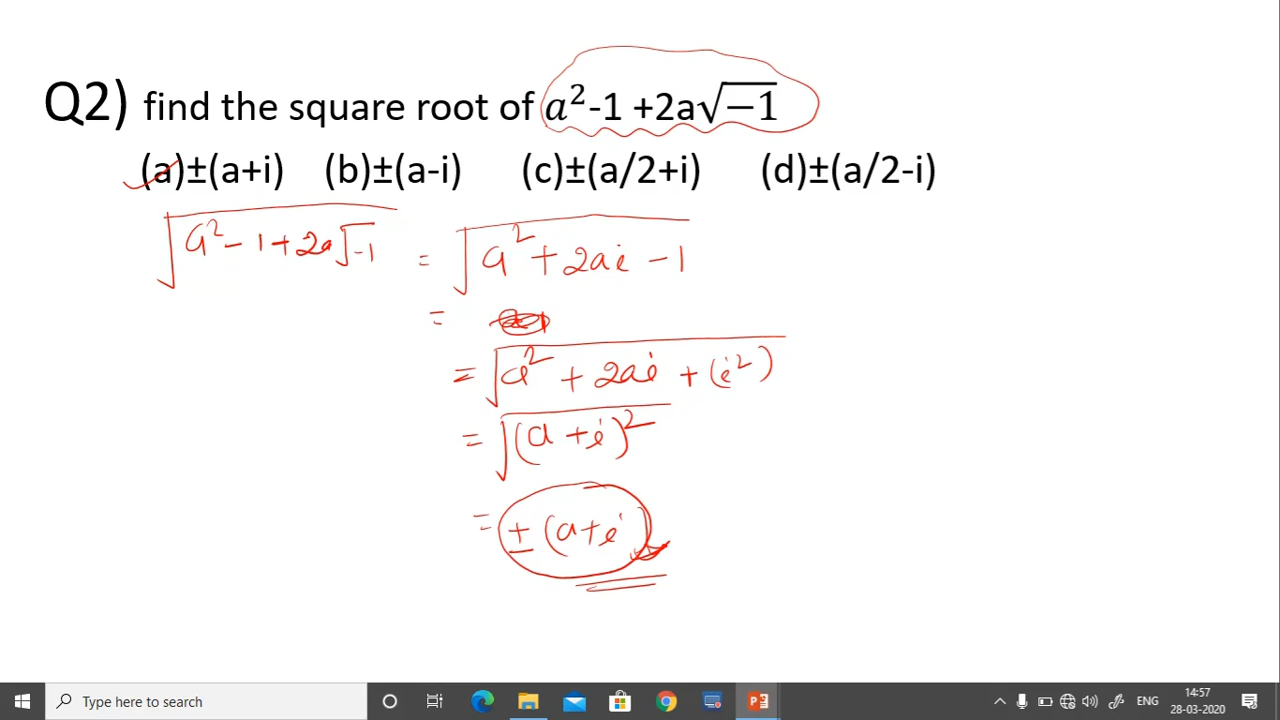 Q2) find the square root of a²-1 +2a√−1
(a)±(a+i) (b)±(a-i) (c)±(a/2+i) (d)±(a/2-i)
√a²-1+2a√-1 = √a²+2ai-1
=
= √a²+2ai+(i²)
= √(a+i)²
= ±(a+i)
Type here to search
ENG
14:57
28-03-2020